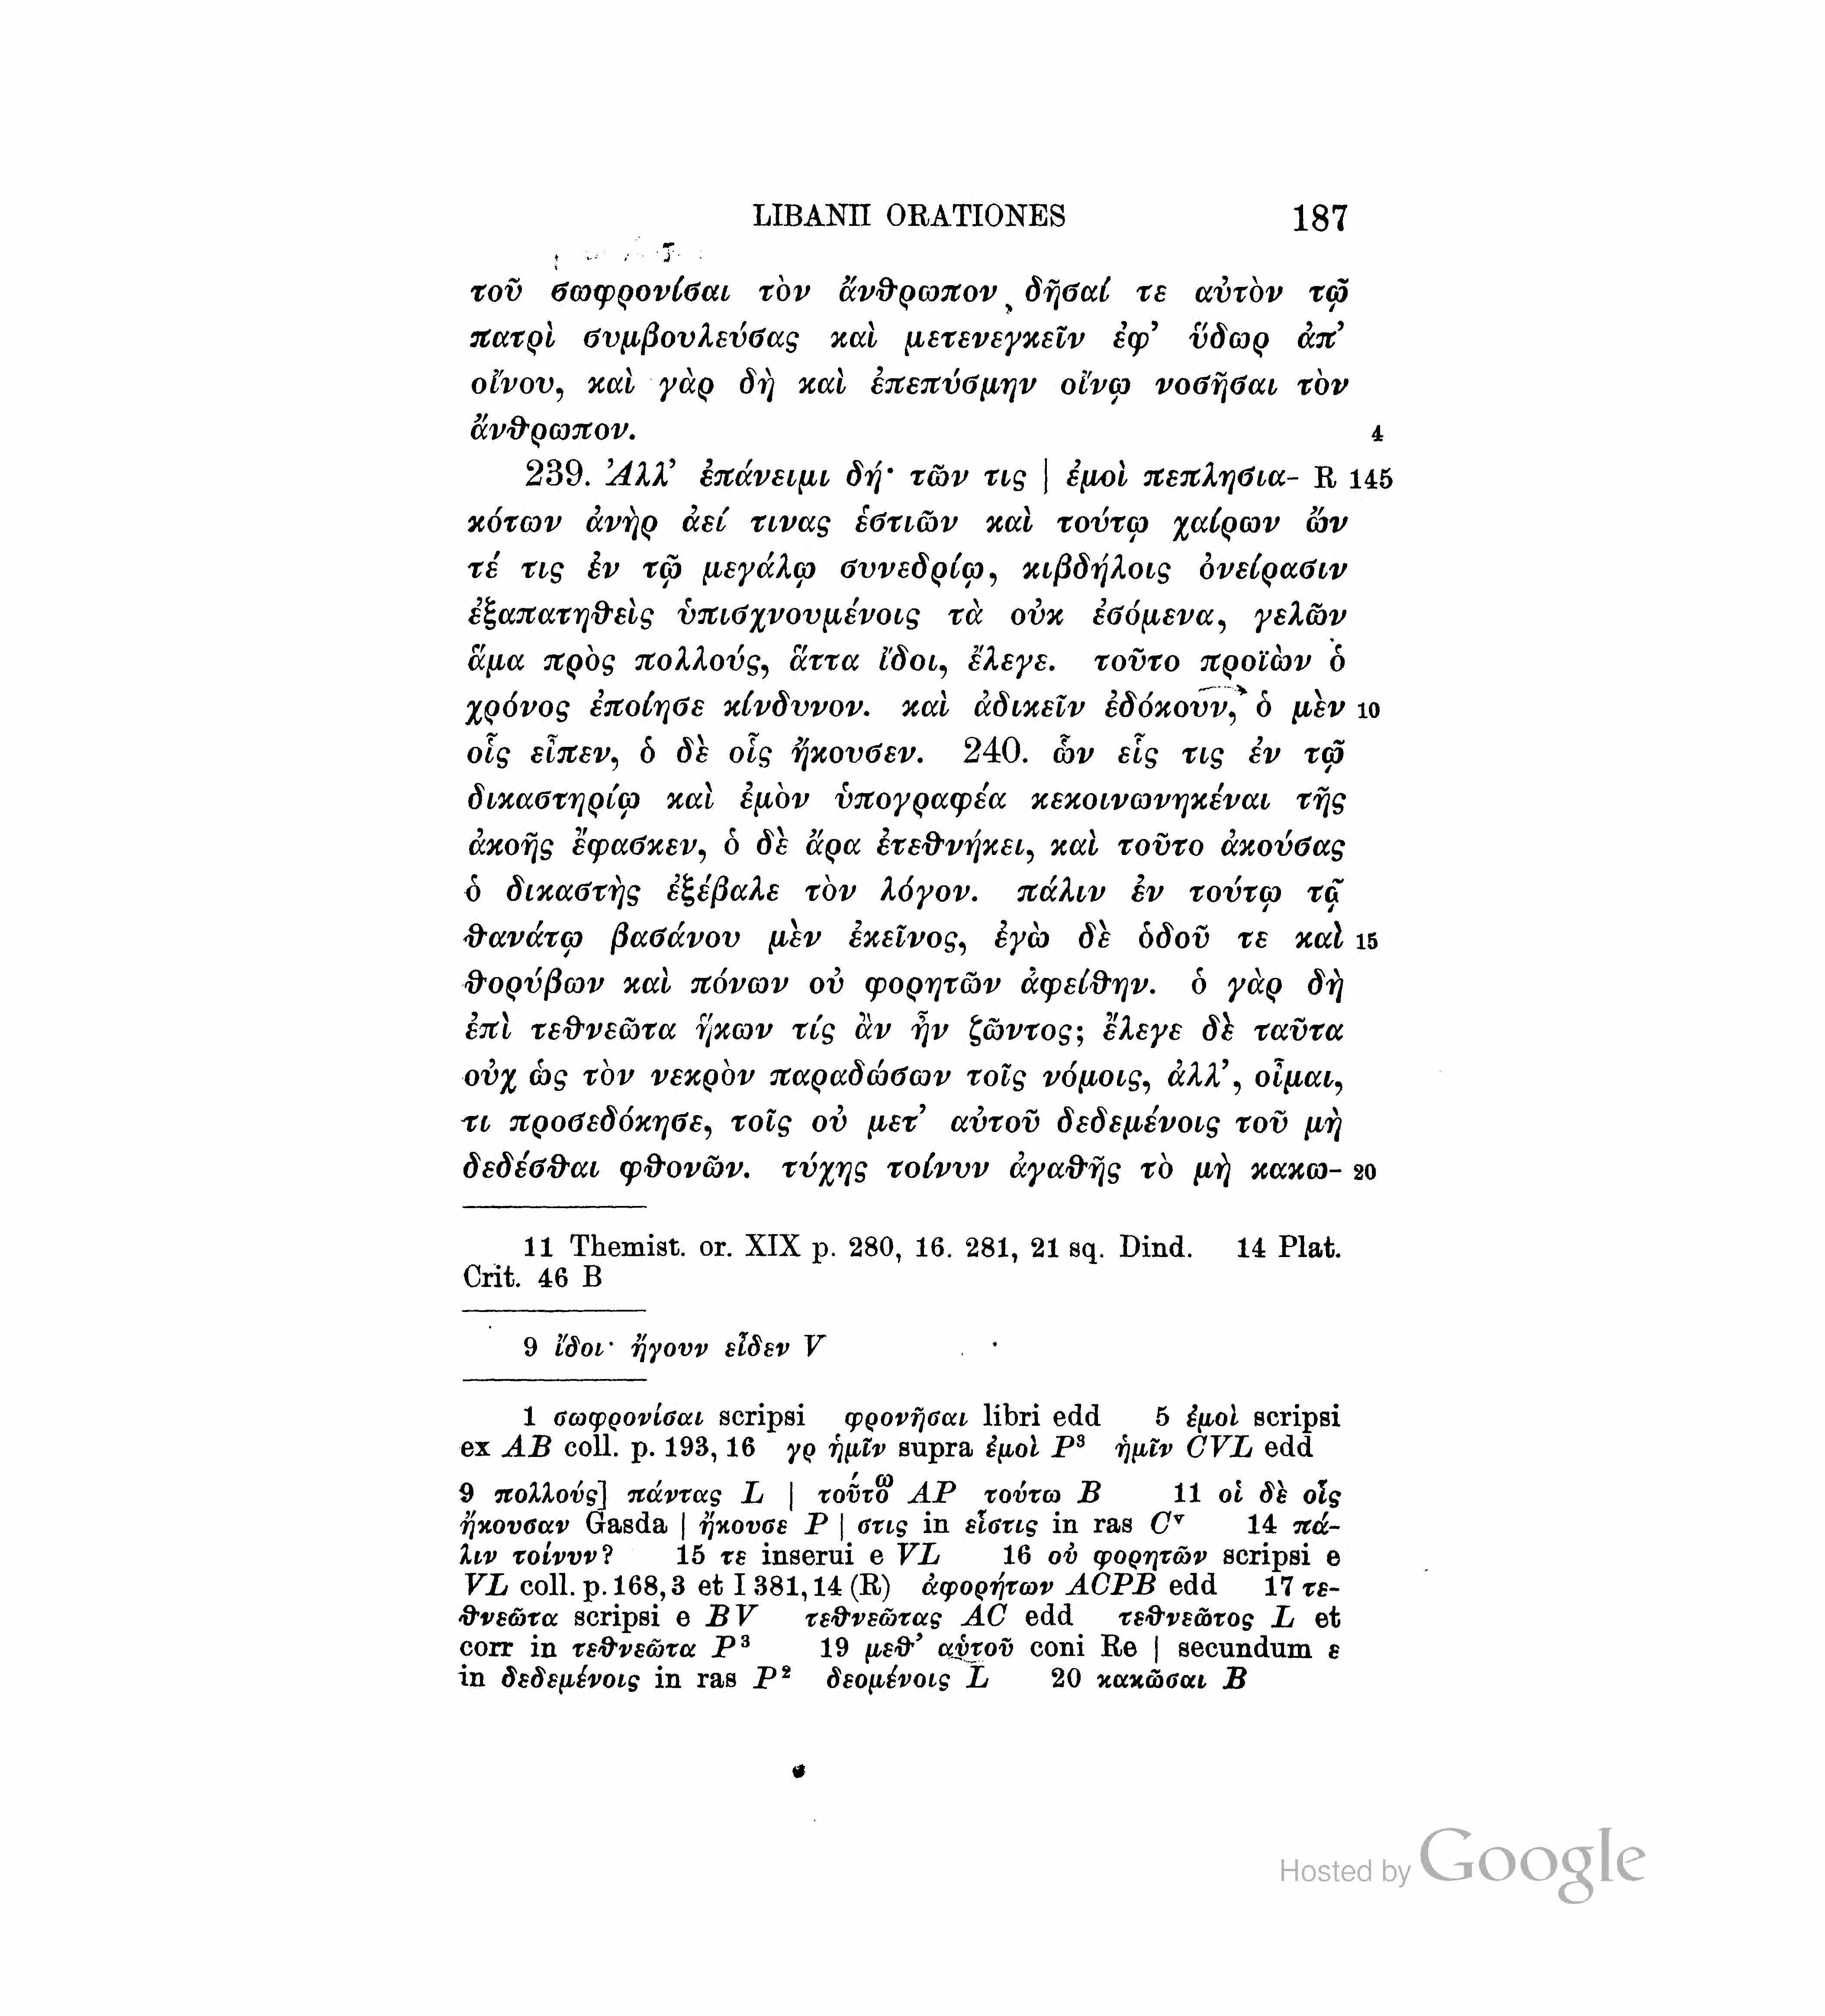 LIBANII ORATIONES 187
τοῦ σωφρονίσαι τὸν ἄνθρωπον, δῆσαί τε αὐτὸν τῷ
πατρὶ συμβουλεύσας καὶ μετενεγκεῖν ἐφ’ ὕδωρ ἀπ’
οἴνου, καὶ γὰρ δὴ καὶ ἐπεπύσμην οἴνῳ νοσῆσαι τὸν
ἄνθρωπον. 4
239. Ἀλλ’ ἐπάνειμι δή· τῶν τις | ἐμοὶ πεπλησια- R 145
κότων ἀνὴρ ἀεί τινας ἑστιῶν καὶ τούτῳ χαίρων ὤν
τέ τις ἐν τῷ μεγάλῳ συνεδρίῳ, κιβδήλοις ὀνείρασιν
ἐξαπατηθεὶς ὑπισχνουμένοις τὰ οὐκ ἐσόμενα, γελῶν
ἅμα πρὸς πολλούς, ἅττα ἴδοι, ἔλεγε. τοῦτο προϊὼν ὁ
χρόνος ἐποίησε κίνδυνον. καὶ ἀδικεῖν ἐδόκουν, ὁ μὲν 10
οἷς εἶπεν, ὁ δὲ οἷς ἤκουσεν. 240. ὧν εἷς τις ἐν τῷ
δικαστηρίῳ καὶ ἐμὸν ὑπογραφέα κεκοινωνηκέναι τῆς
ἀκοῆς ἔφασκεν, ὁ δὲ ἄρα ἐτεθνήκει, καὶ τοῦτο ἀκούσας
ὁ δικαστὴς ἐξέβαλε τὸν λόγον. πάλιν ἐν τούτῳ τῷ
θανάτῳ βασάνου μὲν ἐκεῖνος, ἐγὼ δὲ ὁδοῦ τε καὶ 15
θορύβων καὶ πόνων οὐ φορητῶν ἀφείθην. ὁ γὰρ δὴ
ἐπὶ τεθνεῶτα ἥκων τίς ἂν ἦν ζῶντος; ἔλεγε δὲ ταῦτα
οὐχ ὡς τὸν νεκρὸν παραδώσων τοῖς νόμοις, ἀλλ’, οἶμαι,
τι προσεδόκησε, τοῖς οὐ μετ’ αὐτοῦ δεδεμένοις τοῦ μὴ
δεδέσθαι φθονῶν. τύχης τοίνυν ἀγαθῆς τὸ μὴ κακω- 20
11 Themist. or. XIX p. 280, 16. 281, 21 sq. Dind. 14 Plat.
Crit. 46 B
9 ἴδοι· ἤγουν εἶδεν V
1 σωφρονίσαι scripsi φρονῆσαι libri edd 5 ἐμοὶ scripsi
ex AB coll. p. 193, 16 γρ ἡμῖν supra ἐμοὶ P³ ἡμῖν CVL edd
9 πολλούς] πάντας L | τοῦτο͂ω AP τούτω B 11 οἱ δὲ οἷς
ἤκουσαν Gasda | ἤκουσε P | στις in εἷστις in ras Cᵛ 14 πά-
λιν τοίνυν? 15 τε inserui e VL 16 οὐ φορητῶν scripsi e
VL coll. p. 168, 3 et I 381, 14 (R) ἀφορήτων ACPB edd 17 τε-
θνεῶτα scripsi e BV τεθνεῶτας AC edd τεθνεῶτος L et
corr in τεθνεῶτα P³ 19 μεθ’ αὑτοῦ coni Re | secundum ε
in δεδεμένοις in ras P² δεομένοις L 20 κακῶσαι B
Hosted by Google